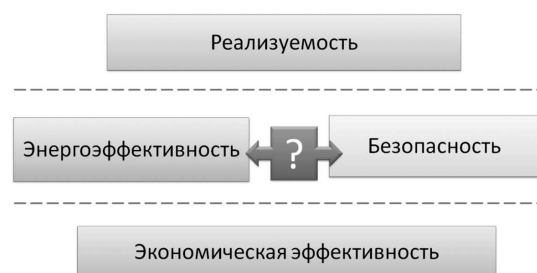 Реализуемость
Энергоэффективность ? Безопасность
Экономическая эффективность